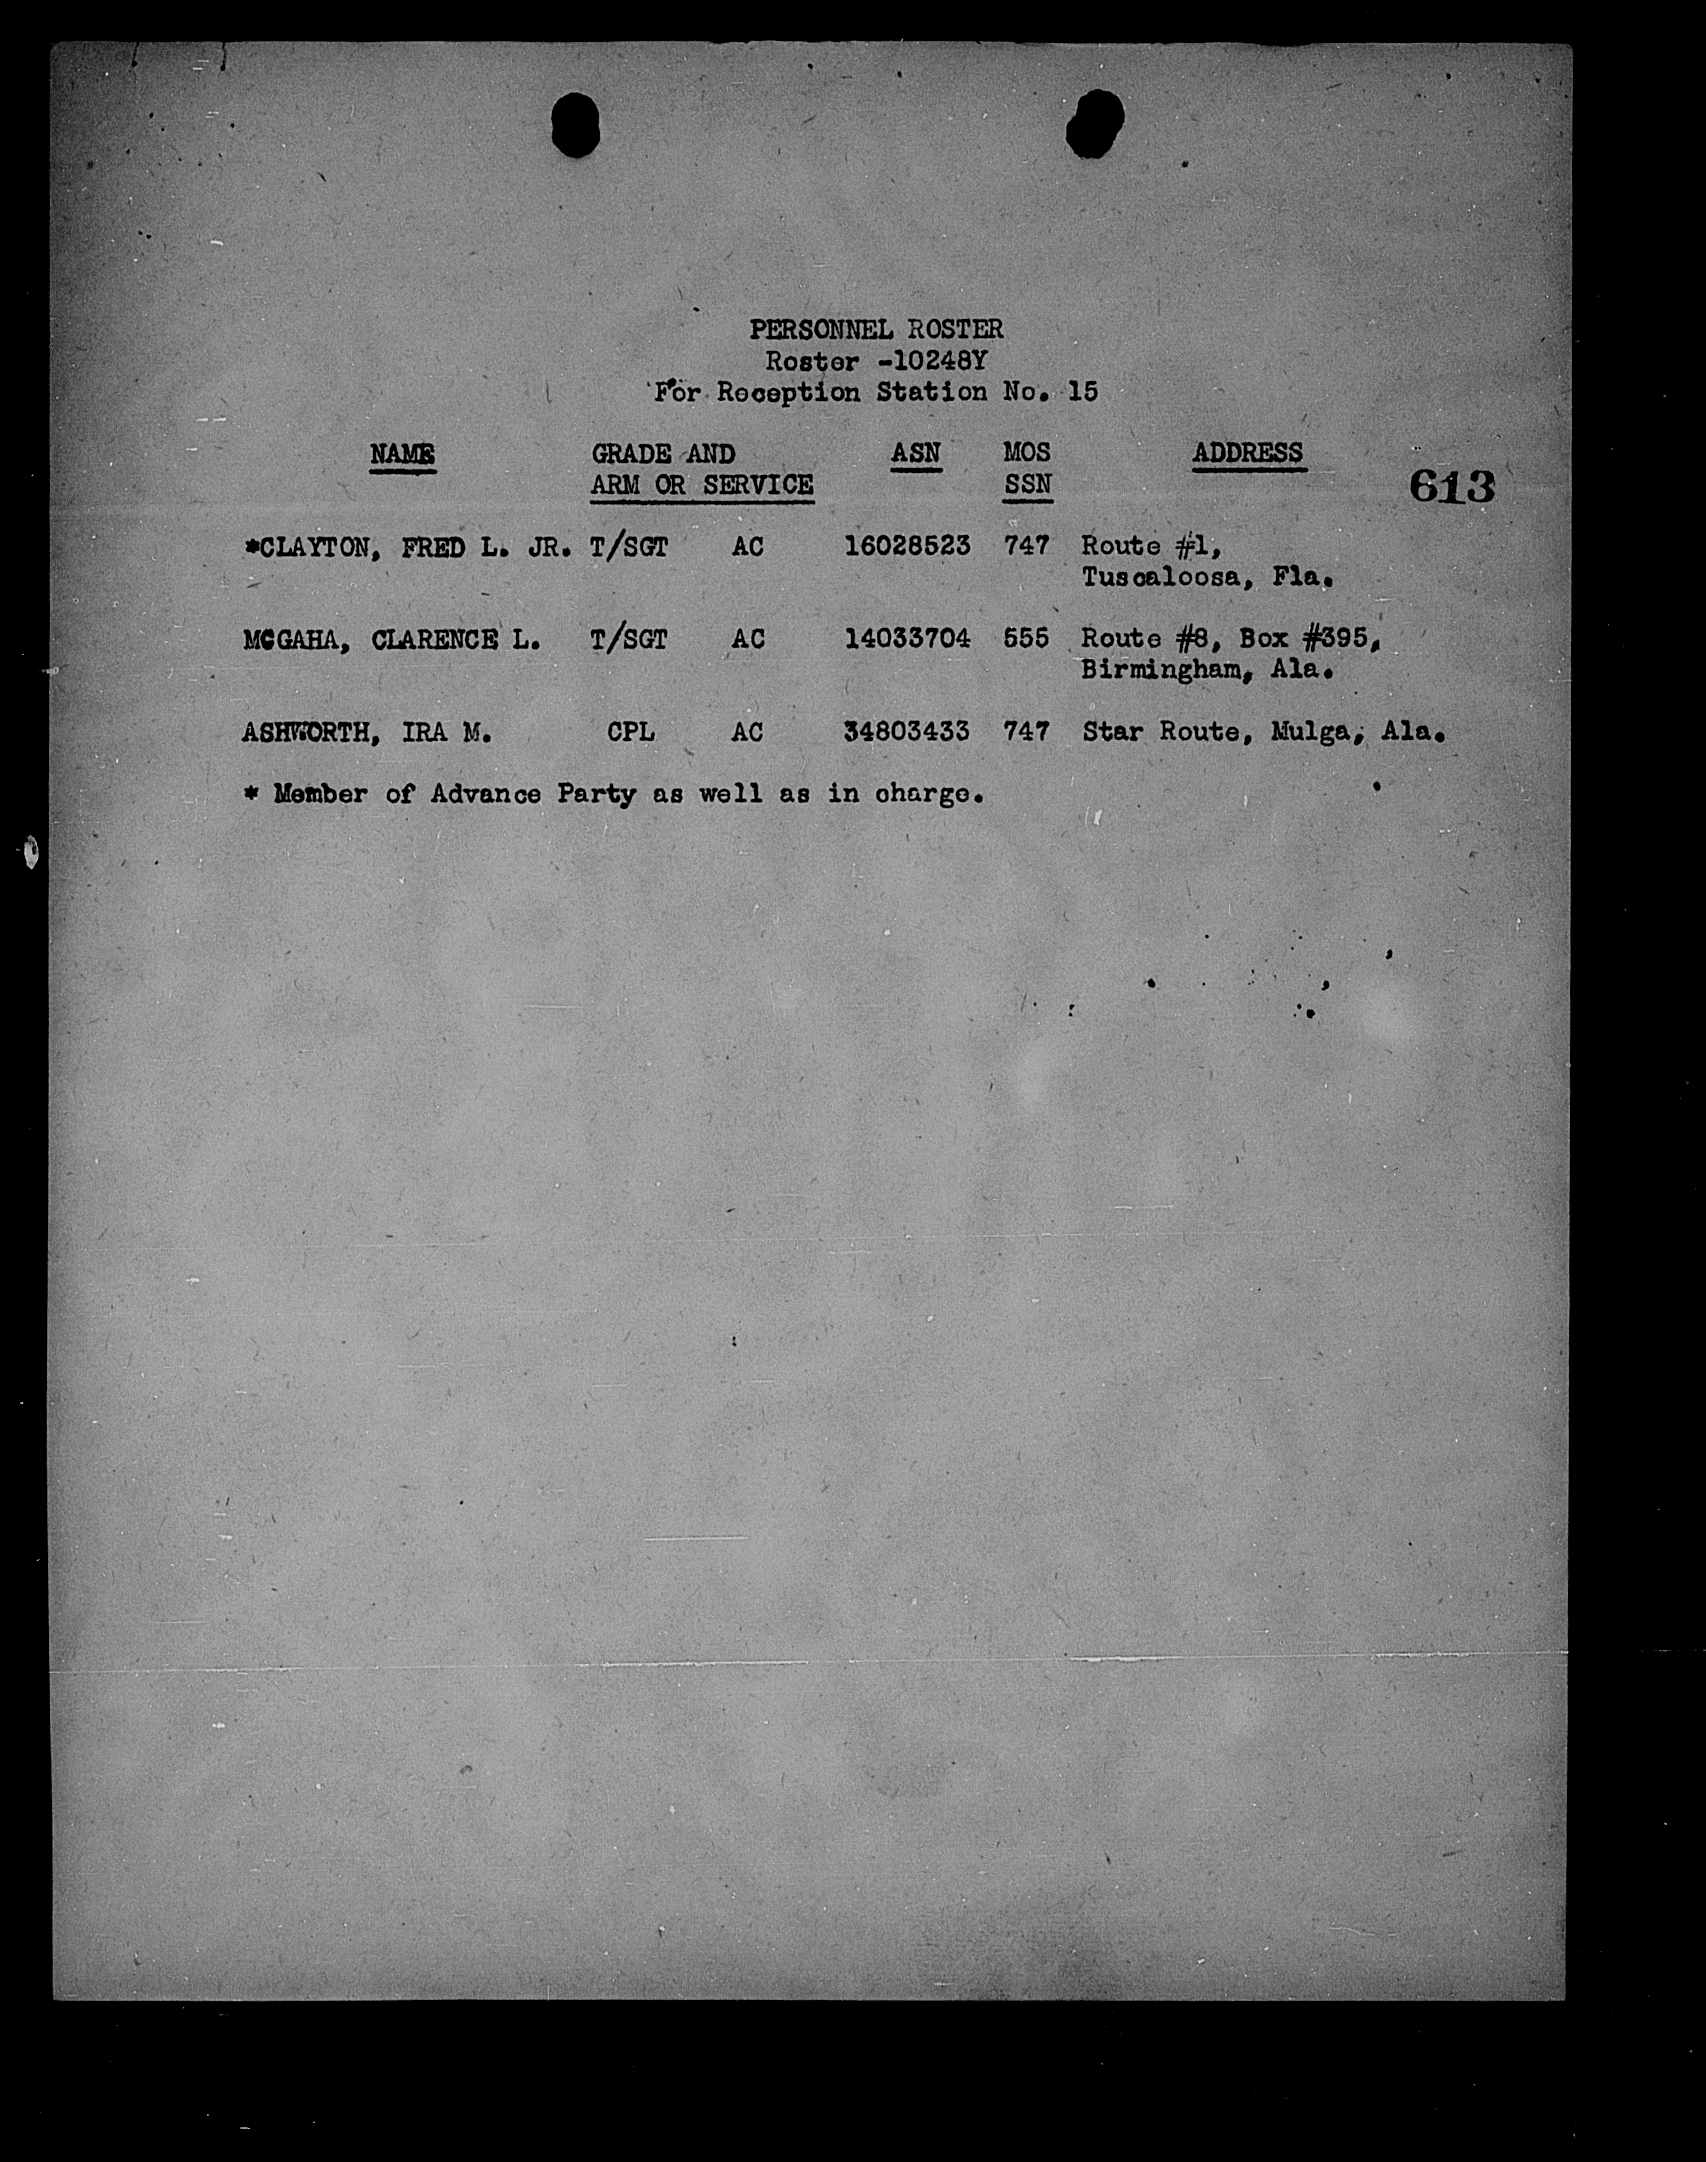 PERSONNEL ROSTER
Roster -10248Y
For Reception Station No. 15
NAME GRADE AND ASN MOS ADDRESS
ARM OR SERVICE SSN
613
*CLAYTON, FRED L. JR. T/SGT AC 16028523 747 Route #1,
Tuscaloosa, Fla.
MCGAHA, CLARENCE L. T/SGT AC 14033704 555 Route #8, Box #395,
Birmingham, Ala.
ASHWORTH, IRA M. CPL AC 34803433 747 Star Route, Mulga, Ala.
* Member of Advance Party as well as in charge.